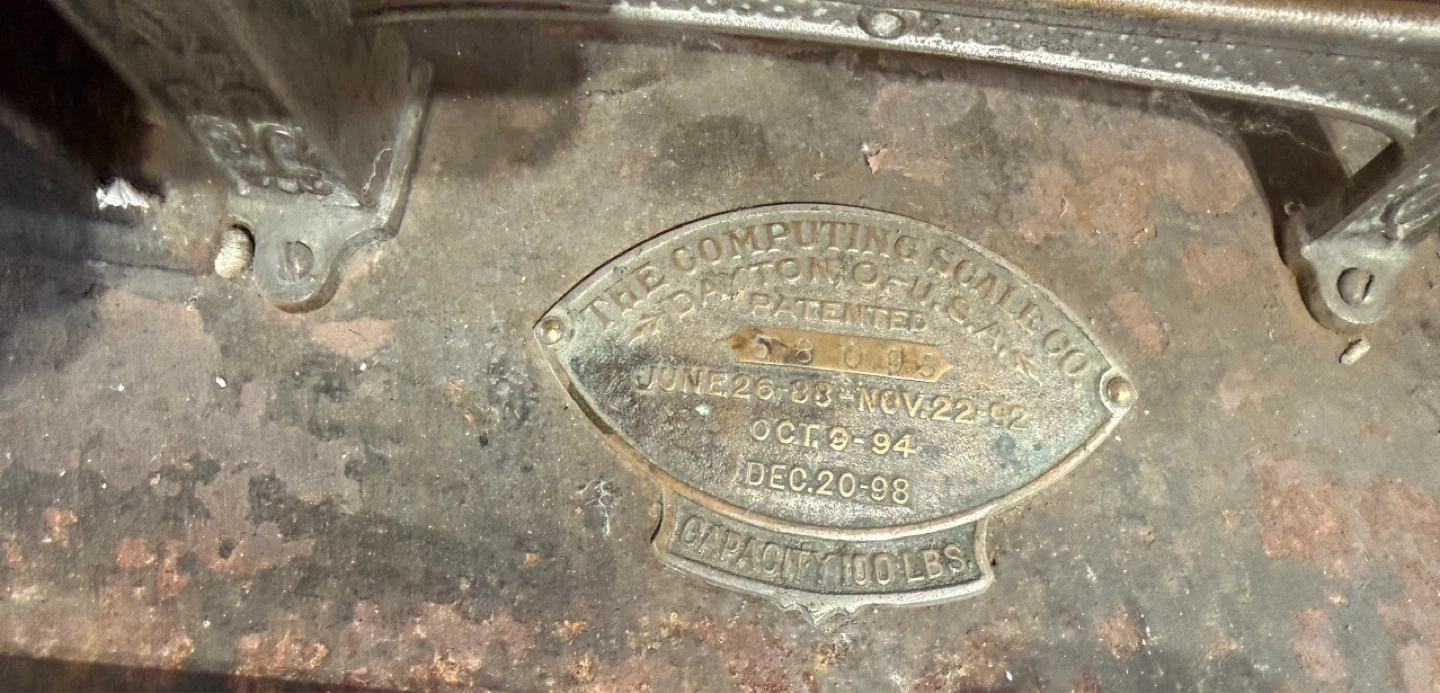 THE COMPUTING SCALE CO.
DAYTON, O.-U.S.A.
PATENTED
58095
JUNE.26-88-NOV.22-92
OCT.9-94
DEC.20-98
CAPACITY 100 LBS.